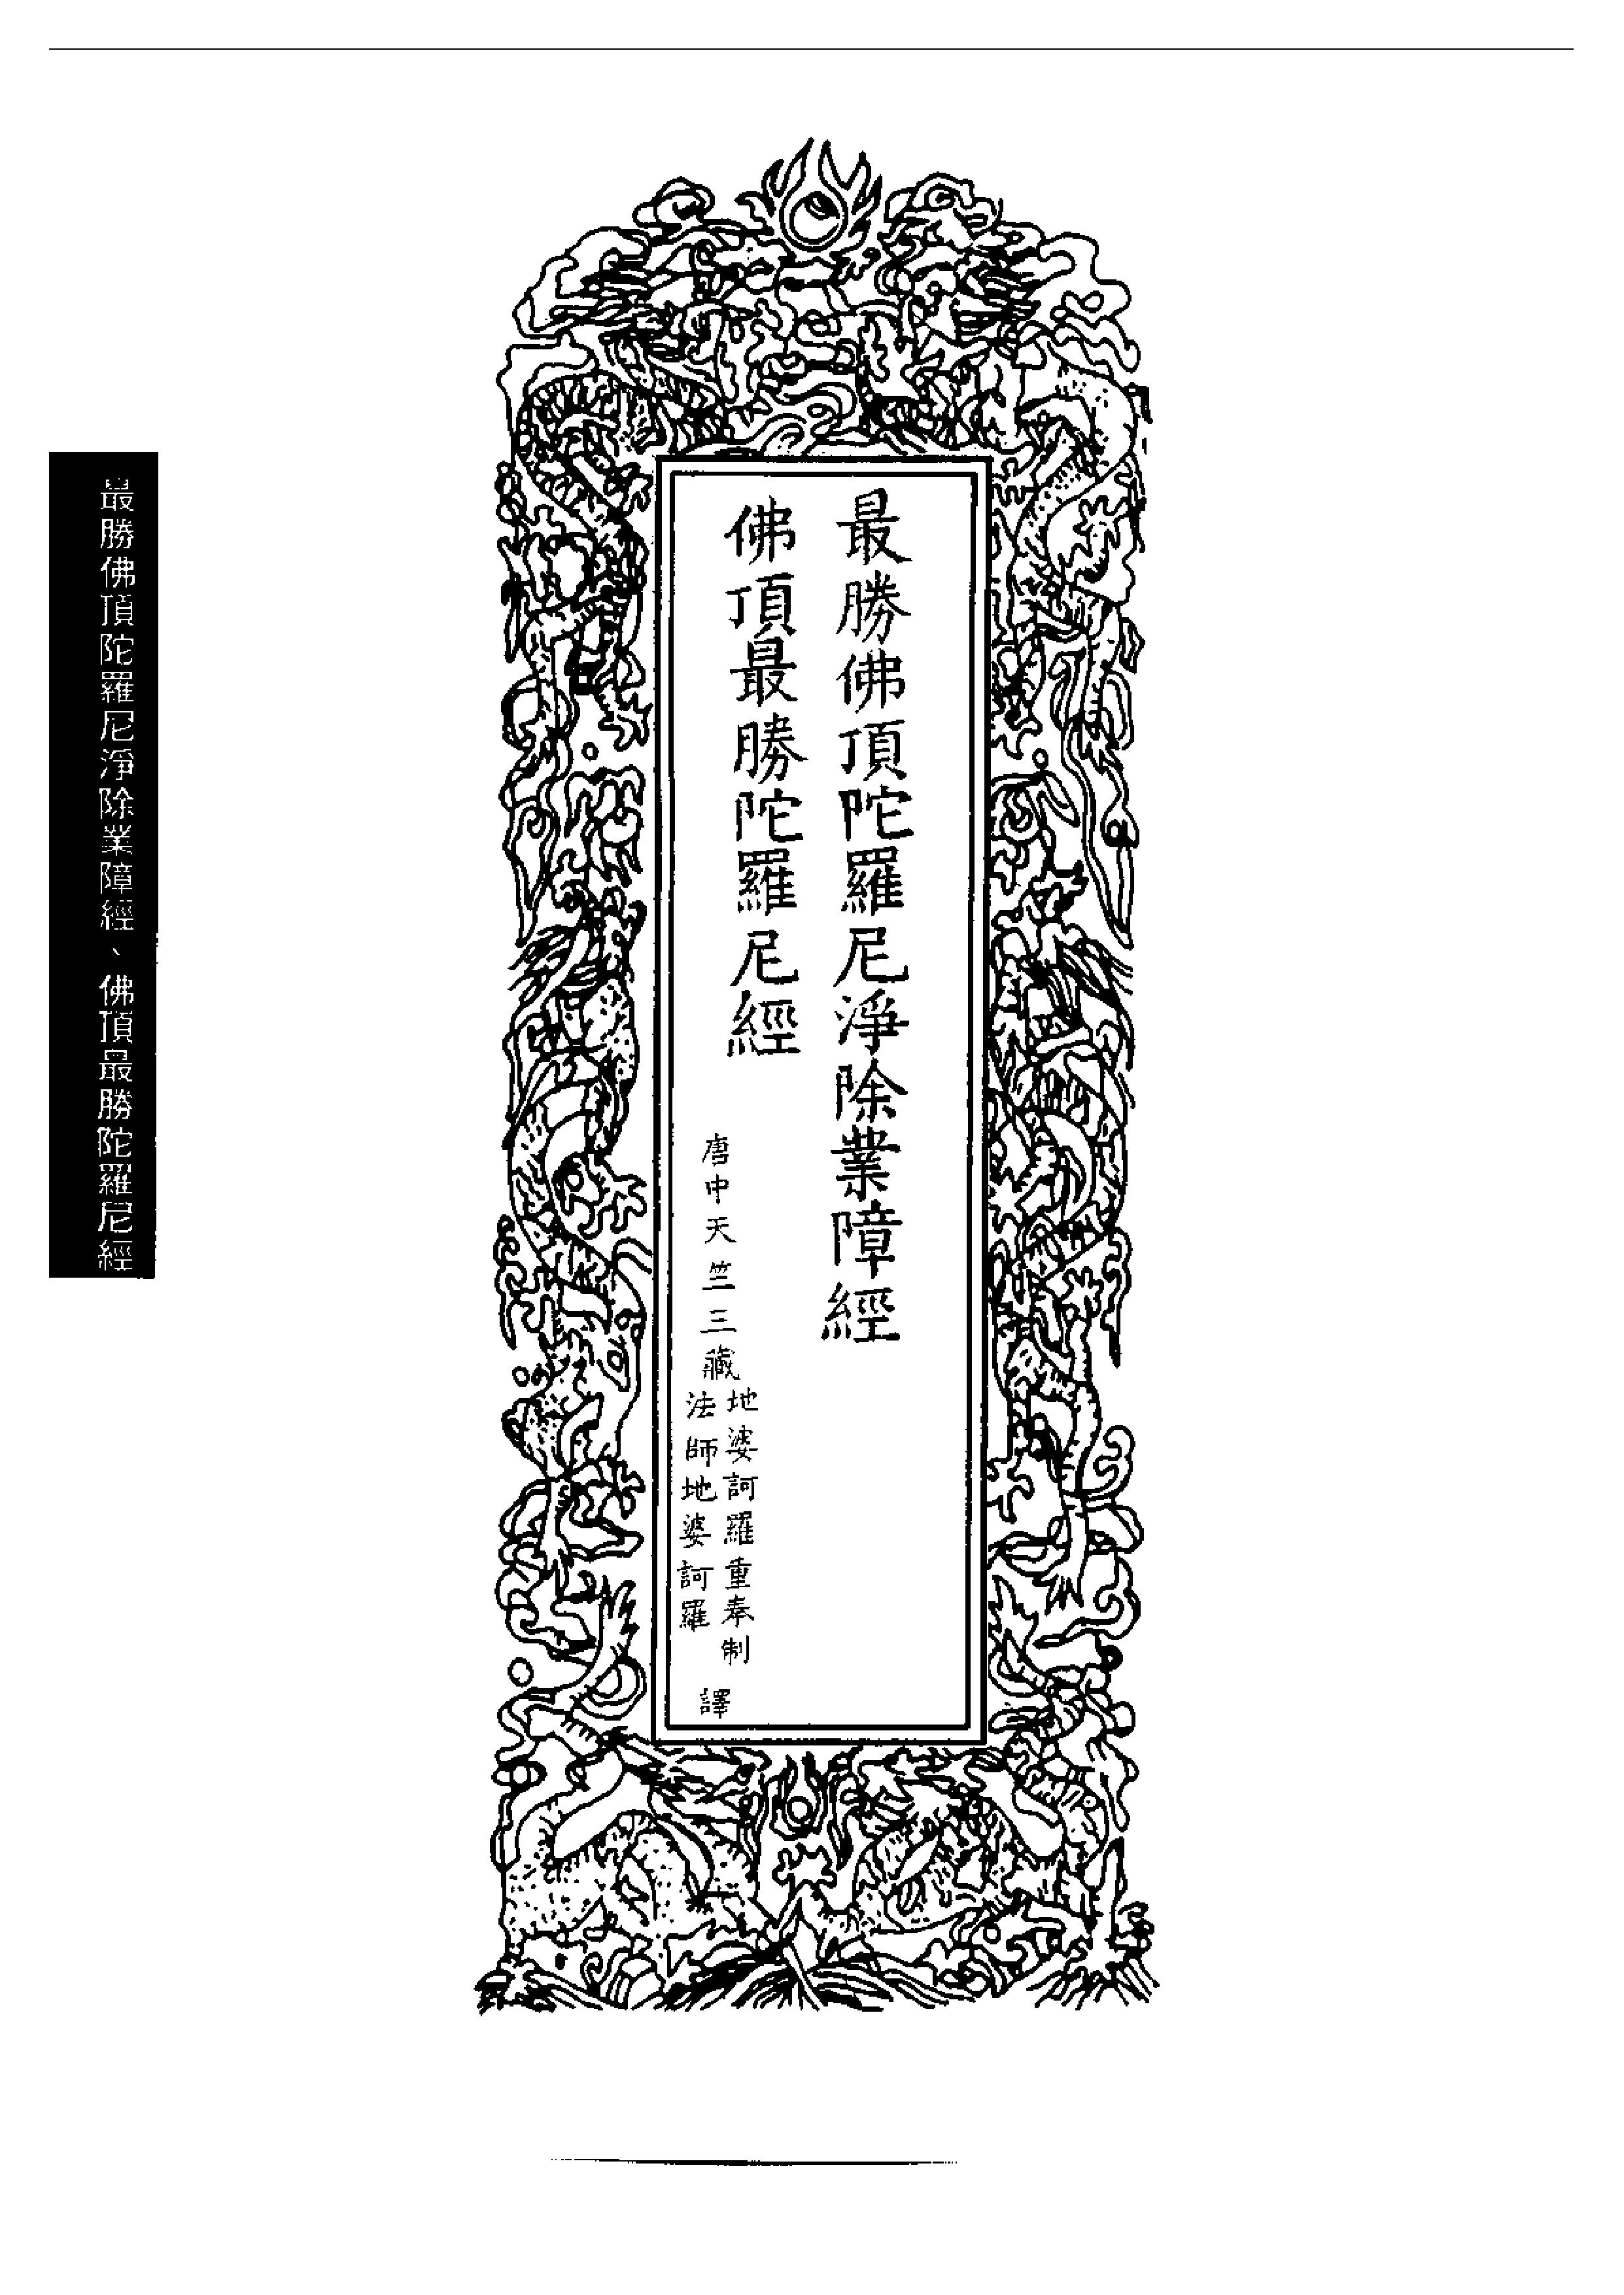 最勝佛頂陀羅尼淨除業障經
佛頂最勝陀羅尼經
唐中天竺三藏
地婆訶羅重奉制
法師地婆訶羅
譯
最勝佛頂陀羅尼淨除業障經、佛頂最勝陀羅尼經